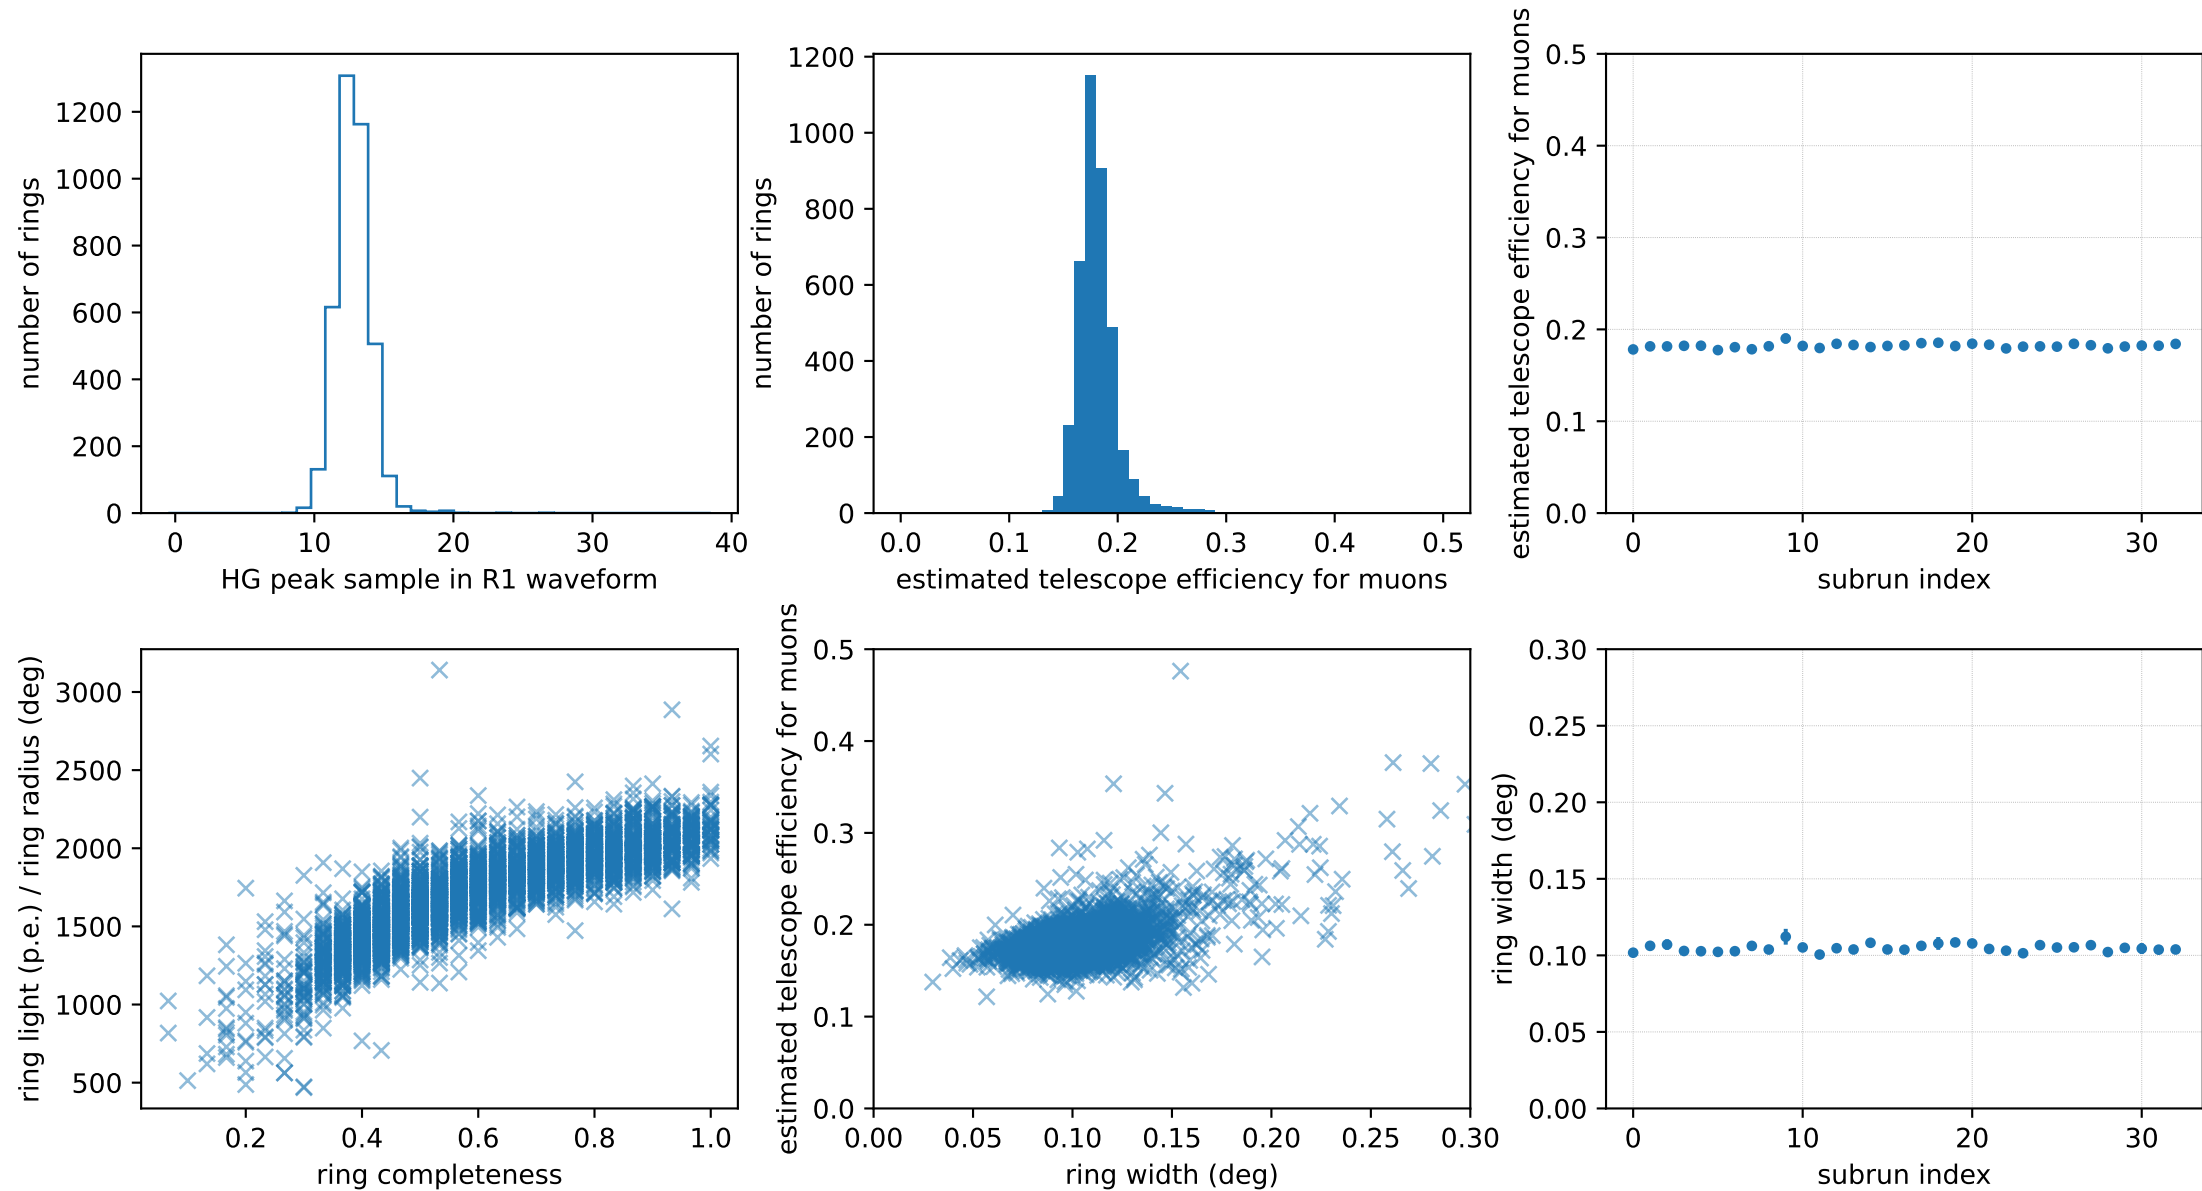 number of rings
1200
1000
800
600
400
200
0
0 10 20 30 40
HG peak sample in R1 waveform
number of rings
1200
1000
800
600
400
200
0
0.0 0.1 0.2 0.3 0.4 0.5
estimated telescope efficiency for muons
estimated telescope efficiency for muons
0.5
0.4
0.3
0.2
0.1
0.0
0 10 20 30
subrun index
ring light (p.e.) / ring radius (deg)
3000
2500
2000
1500
1000
500
0.2 0.4 0.6 0.8 1.0
ring completeness
estimated telescope efficiency for muons
0.5
0.4
0.3
0.2
0.1
0.0
0.00 0.05 0.10 0.15 0.20 0.25 0.30
ring width (deg)
ring width (deg)
0.30
0.25
0.20
0.15
0.10
0.05
0.00
0 10 20 30
subrun index